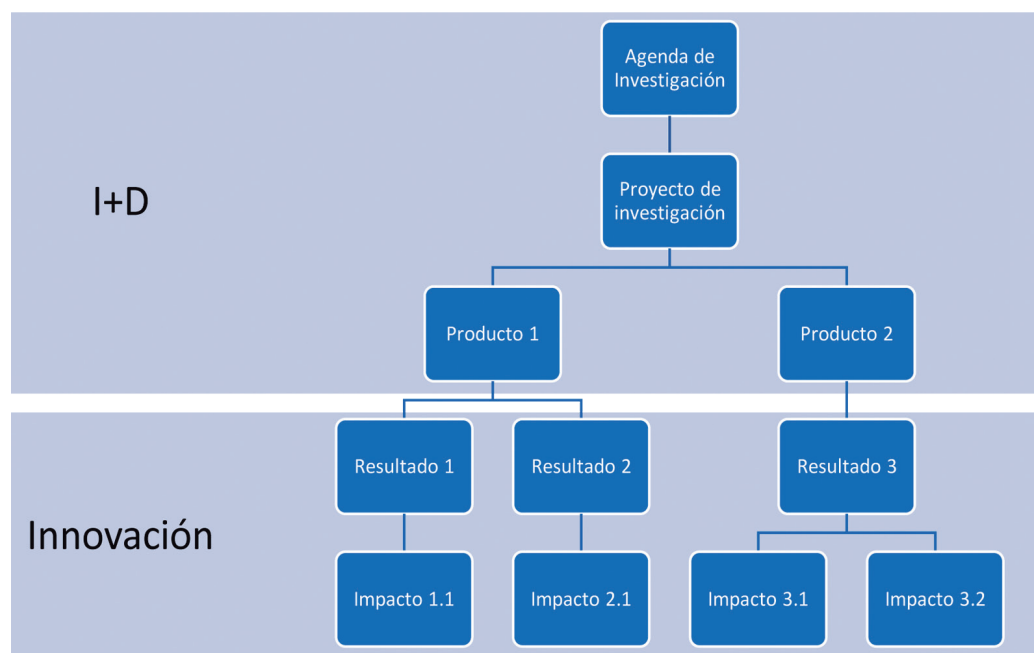 Agenda de
Investigación
I+D
Proyecto de
investigación
Producto 1
Producto 2
Innovación
Resultado 1
Resultado 2
Resultado 3
Impacto 1.1
Impacto 2.1
Impacto 3.1
Impacto 3.2